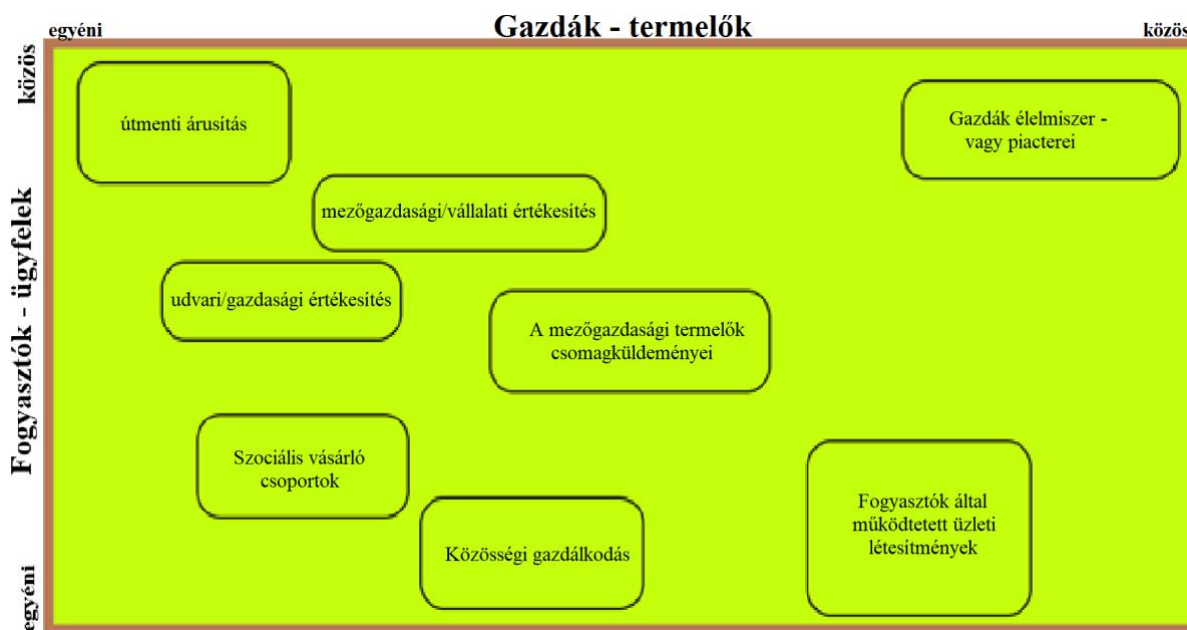 Gazdák - termelők
egyéni
közös
közös
Fogyasztók - ügyfelek
egyéni
útmenti árusítás
Gazdák élelmiszer -
vagy piacterei
mezőgazdasági/vállalati értékesítés
udvari/gazdasági értékesítés
A mezőgazdasági termelők
csomagküldeményei
Szociális vásárló
csoportok
Közösségi gazdálkodás
Fogyasztók által
működtetett üzleti
létesítmények